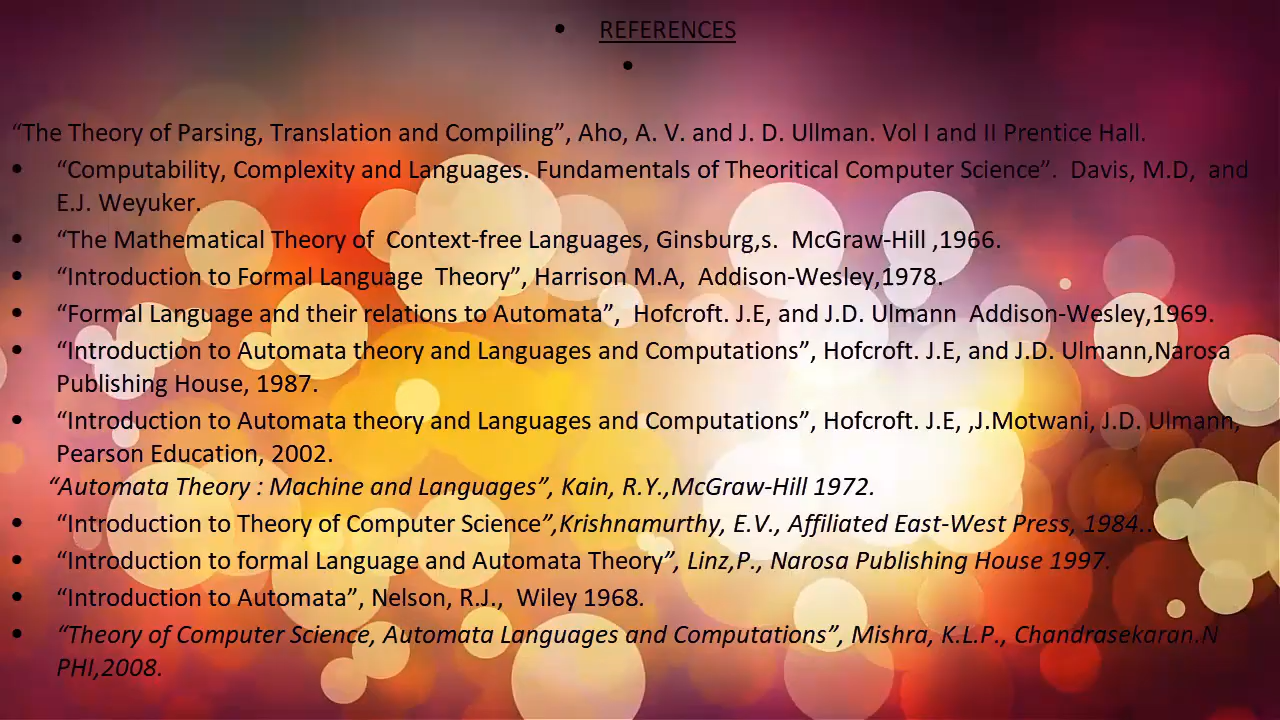 • REFERENCES
•
“The Theory of Parsing, Translation and Compiling”, Aho, A. V. and J. D. Ullman. Vol I and II Prentice Hall.
• “Computability, Complexity and Languages. Fundamentals of Theoritical Computer Science”.  Davis, M.D,  and
E.J. Weyuker.
• “The Mathematical Theory of  Context-free Languages, Ginsburg,s.  McGraw-Hill ,1966.
• “Introduction to Formal Language  Theory”, Harrison M.A,  Addison-Wesley,1978.
• “Formal Language and their relations to Automata”,  Hofcroft. J.E, and J.D. Ulmann  Addison-Wesley,1969.
• “Introduction to Automata theory and Languages and Computations”, Hofcroft. J.E, and J.D. Ulmann,Narosa
Publishing House, 1987.
• “Introduction to Automata theory and Languages and Computations”, Hofcroft. J.E, ,J.Motwani, J.D. Ulmann,
Pearson Education, 2002.
“Automata Theory : Machine and Languages”, Kain, R.Y.,McGraw-Hill 1972.
• “Introduction to Theory of Computer Science”,Krishnamurthy, E.V., Affiliated East-West Press, 1984..
• “Introduction to formal Language and Automata Theory”, Linz,P., Narosa Publishing House 1997.
• “Introduction to Automata”, Nelson, R.J.,  Wiley 1968.
• “Theory of Computer Science, Automata Languages and Computations”, Mishra, K.L.P., Chandrasekaran.N
PHI,2008.